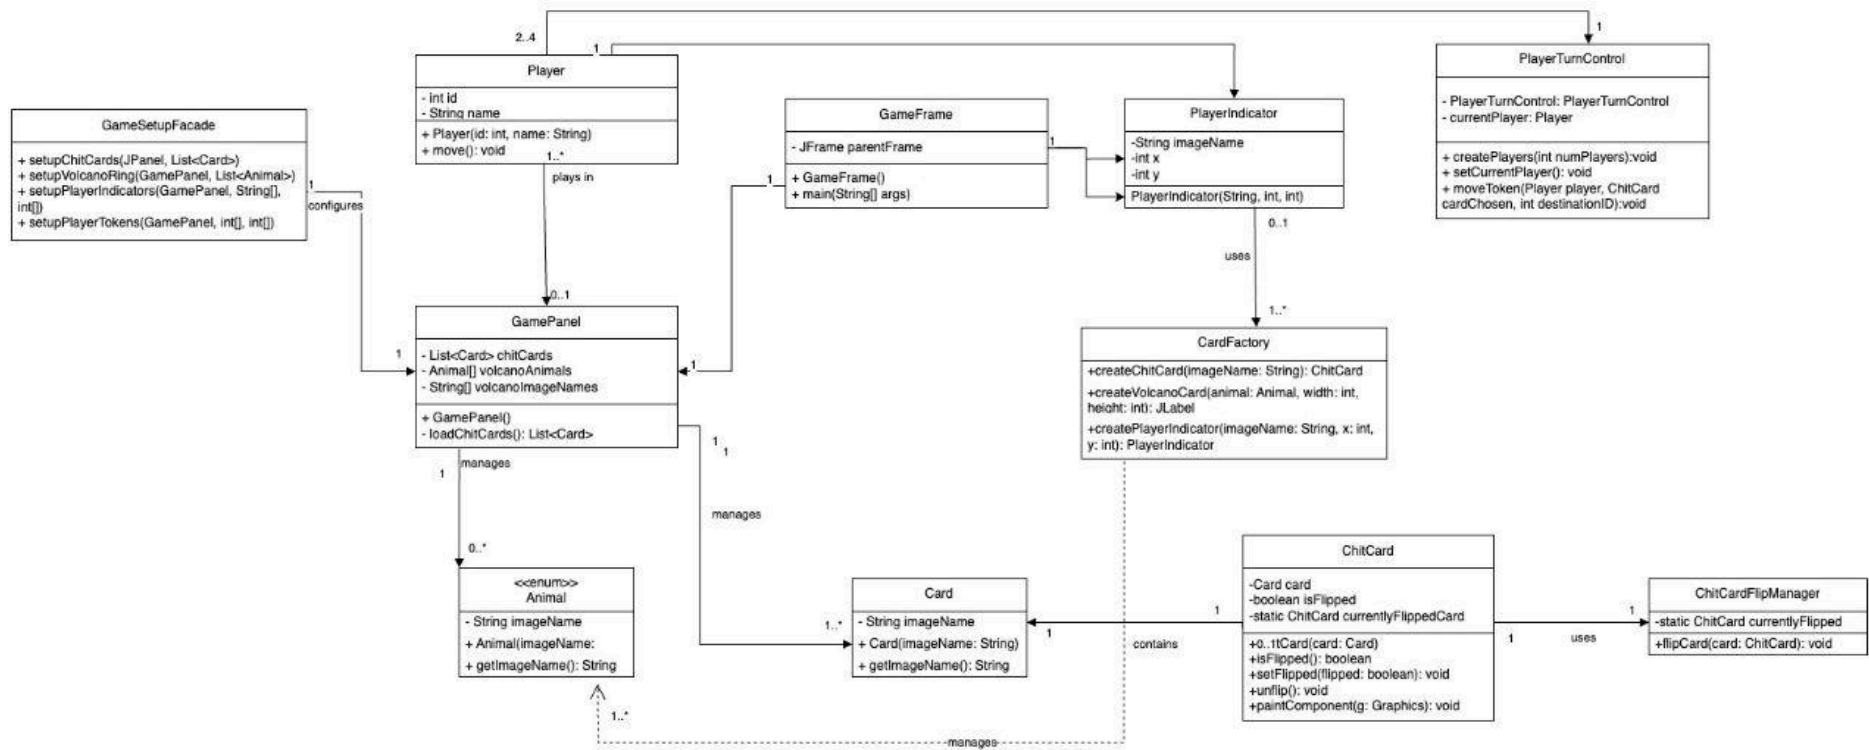 2..4
1
1
Player
- int id
- String name
+ Player(id: int, name: String)
+ move(): void
1..*
plays in
0..1
PlayerTurnControl
- PlayerTurnControl: PlayerTurnControl
- currentPlayer: Player
+ createPlayers(int numPlayers):void
+ setCurrentPlayer(): void
+ moveToken(Player player, ChitCard
cardChosen, int destinationID):void
GameSetupFacade
+ setupChitCards(JPanel, List<Card>)
+ setupVolcanoRing(GamePanel, List<Animal>)
+ setupPlayerIndicators(GamePanel, String[],
int[])
+ setupPlayerTokens(GamePanel, int[], int[])
1
configures
1
GameFrame
- JFrame parentFrame
+ GameFrame()
+ main(String[] args)
1
1
1
PlayerIndicator
-String imageName
-int x
-int y
PlayerIndicator(String, int, int)
0..1
uses
1..*
GamePanel
- List<Card> chitCards
- Animal[] volcanoAnimals
- String[] volcanoImageNames
+ GamePanel()
- loadChitCards(): List<Card>
manages
1
0..*
1
1
manages
1..*
CardFactory
+createChitCard(imageName: String): ChitCard
+createVolcanoCard(animal: Animal, width: int,
height: int): JLabel
+createPlayerIndicator(imageName: String, x: int,
y: int): PlayerIndicator
<<enum>>
Animal
- String imageName
+ Animal(imageName:
+ getImageName(): String
1..*
manages
Card
- String imageName
+ Card(imageName: String)
+ getImageName(): String
1
1
contains
ChitCard
-Card card
-boolean isFlipped
-static ChitCard currentlyFlippedCard
+0..1tCard(card: Card)
+isFlipped(): boolean
+setFlipped(flipped: boolean): void
+unflip(): void
+paintComponent(g: Graphics): void
1
uses
1
ChitCardFlipManager
-static ChitCard currentlyFlipped
+flipCard(card: ChitCard): void